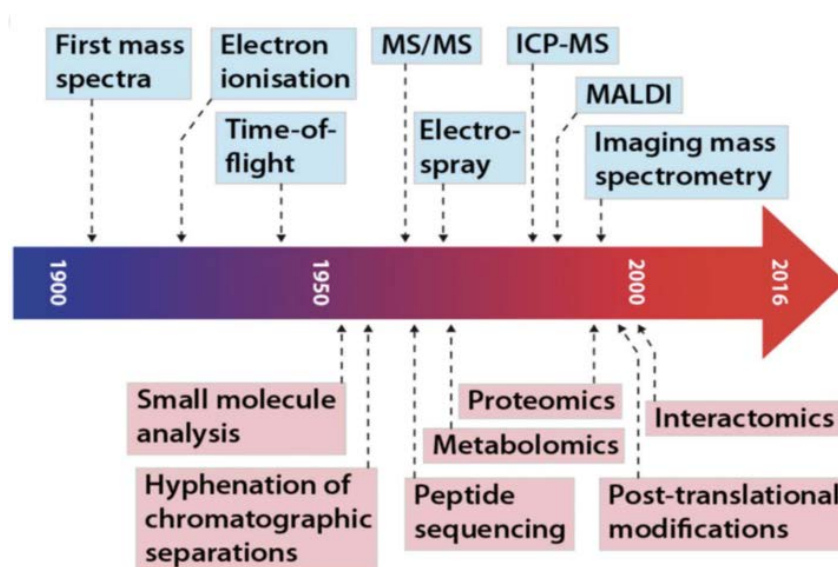 First mass
spectra
Electron
ionisation
Time-of-
flight
MS/MS
Electro-
spray
ICP-MS
MALDI
Imaging mass
spectrometry
1900
1950
2000
2016
Small molecule
analysis
Hyphenation of
chromatographic
separations
Peptide
sequencing
Metabolomics
Proteomics
Post-translational
modifications
Interactomics